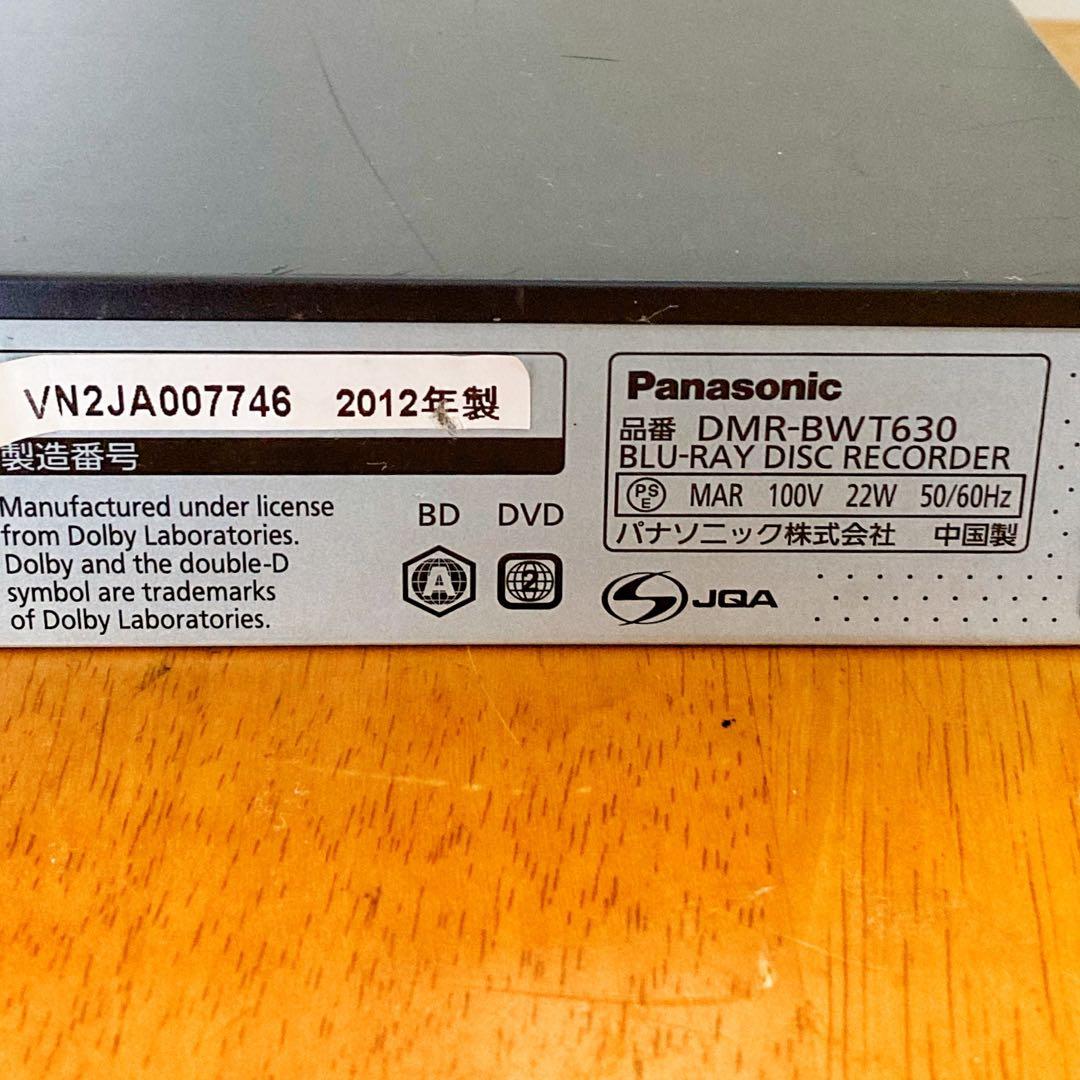 VN2JA007746 2012年製
製造番号
Manufactured under license
from Dolby Laboratories.
Dolby and the double-D
symbol are trademarks
of Dolby Laboratories.
BD DVD
A 2
Panasonic
品番 DMR-BWT630
BLU-RAY DISC RECORDER
PS E MAR 100V 22W 50/60Hz
パナソニック株式会社 中国製
S JQA